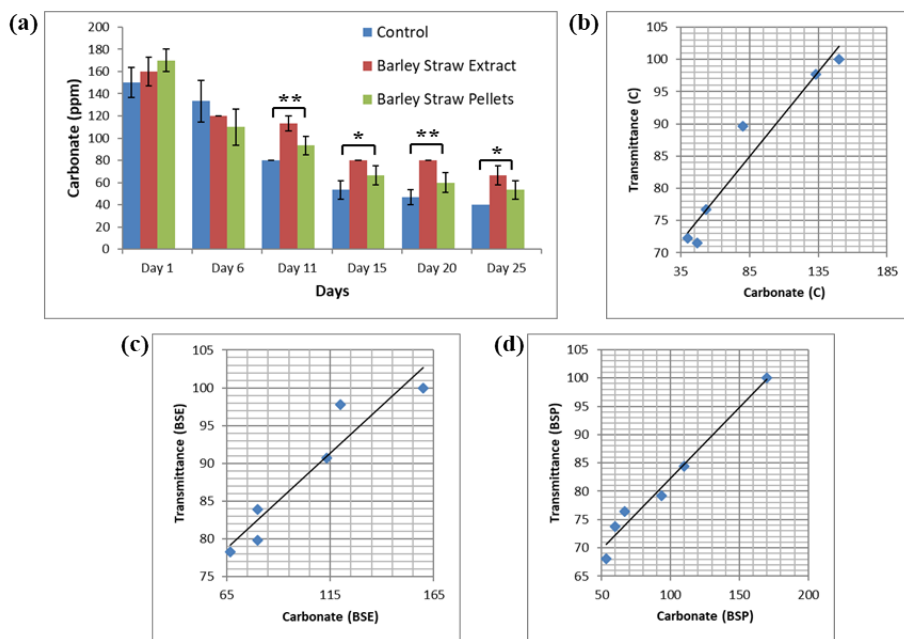 (a)
Carbonate (ppm)
200
180
160
140
120
100
80
60
40
20
0
Control
Barley Straw Extract
Barley Straw Pellets
**
*
**
*
Day 1 Day 6 Day 11 Day 15 Day 20 Day 25
Days
(b)
Transmittance (C)
105
100
95
90
85
80
75
70
35 85 135 185
Carbonate (C)
(c)
Transmittance (BSE)
105
100
95
90
85
80
75
65 115 165
Carbonate (BSE)
(d)
Transmittance (BSP)
105
100
95
90
85
80
75
70
65
50 100 150 200
Carbonate (BSP)